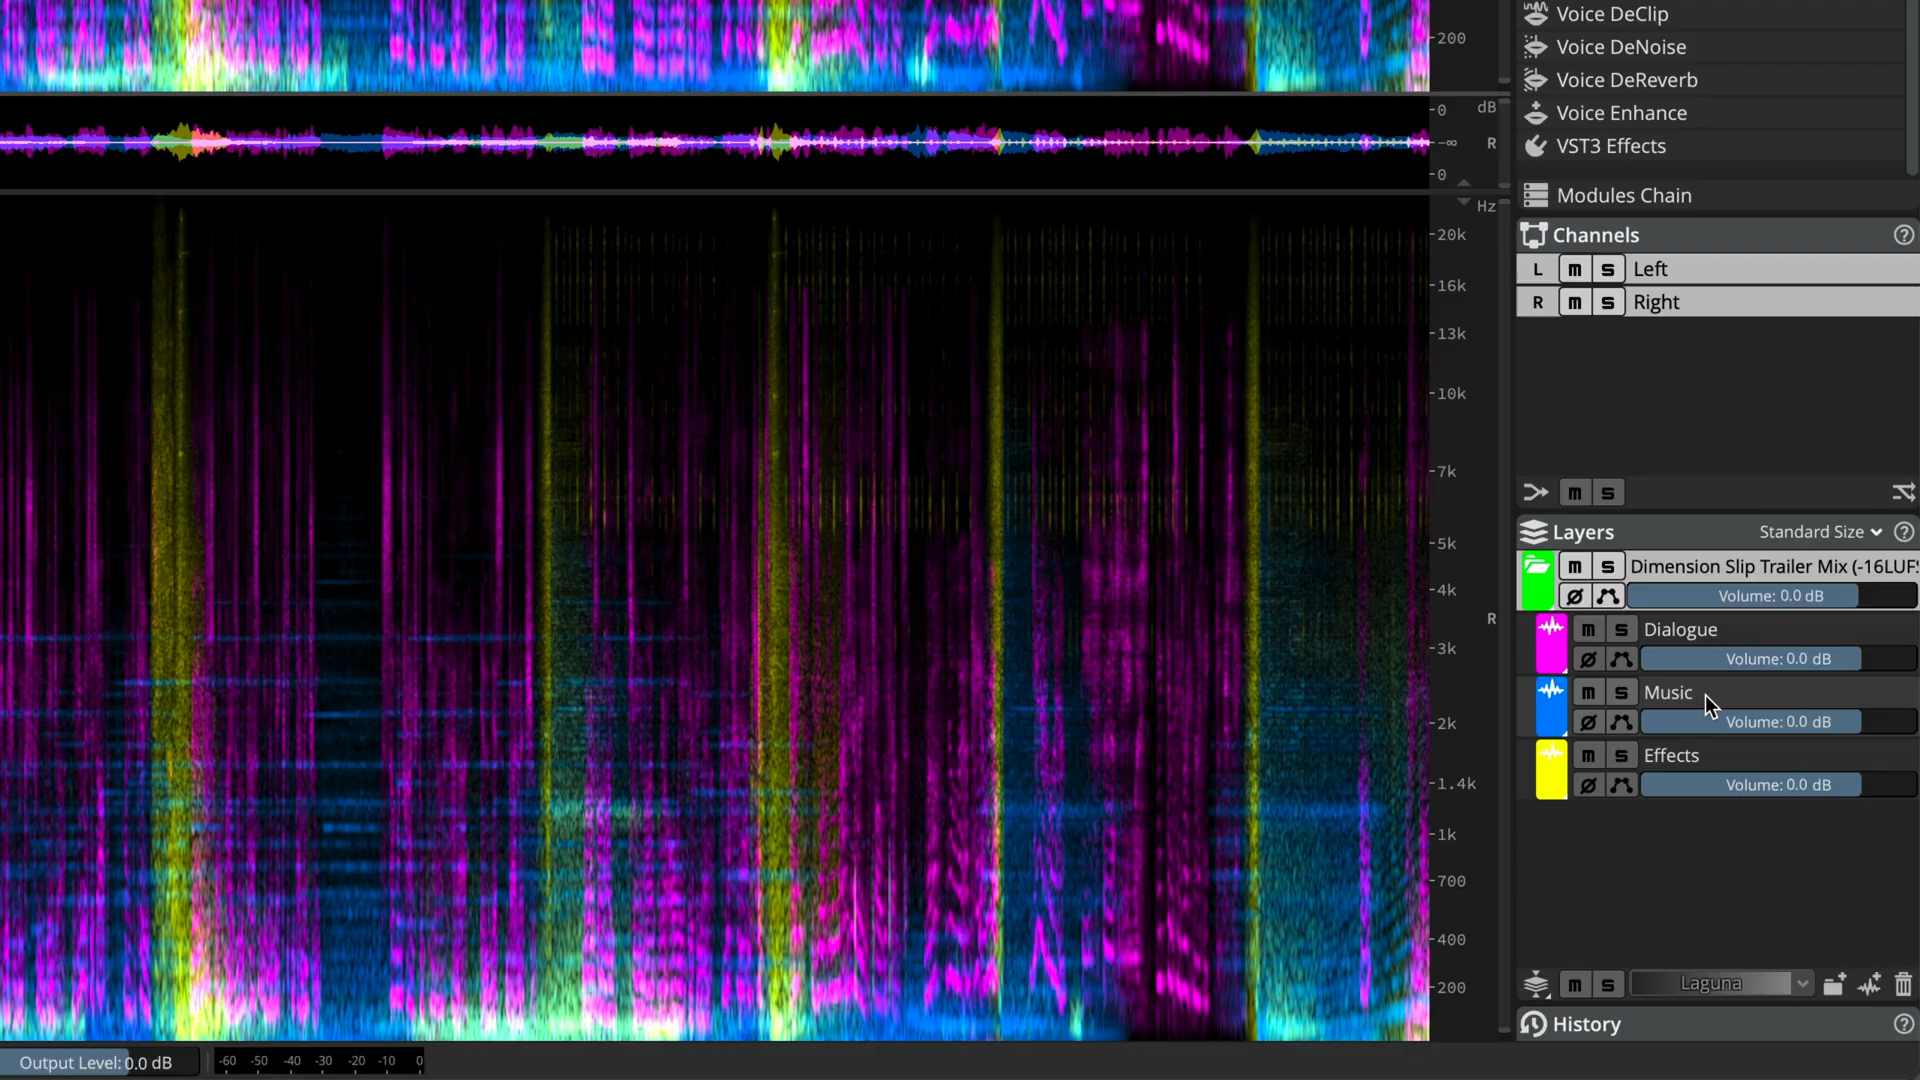 Voice DeClip
200
Voice DeNoise
Voice DeReverb
0 dB
Voice Enhance
-∞ R
VST3 Effects
0
Modules Chain
Hz
20k
Channels
L m s Left
16k
R m s Right
13k
10k
7k
m s
Layers Standard Size
5k
m s Dimension Slip Trailer Mix (-16LUFS
4k
Volume: 0.0 dB
R
m s Dialogue
3k
Volume: 0.0 dB
m s Music
2k
Volume: 0.0 dB
m s Effects
1.4k
Volume: 0.0 dB
1k
700
400
m s Laguna
200
History
Output Level: 0.0 dB
-60 -50 -40 -30 -20 -10 0